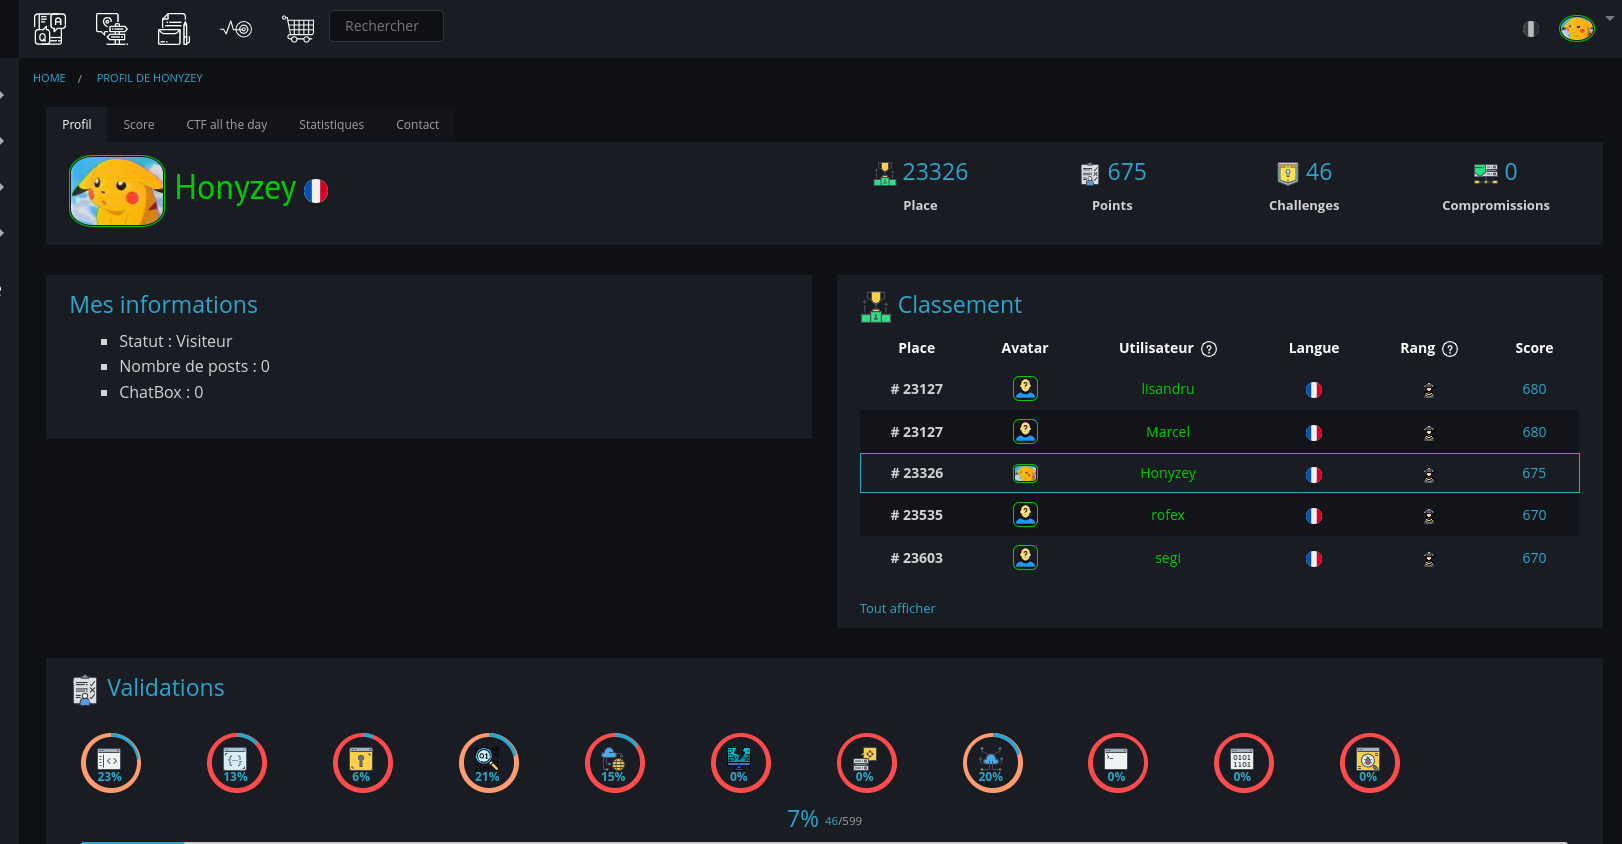 Rechercher
HOME / PROFIL DE HONYZEY
Profil Score CTF all the day Statistiques Contact
Honyzey
23326 675 46 0
Place Points Challenges Compromissions
Mes informations
Statut : Visiteur
Nombre de posts : 0
ChatBox : 0
Classement
Place Avatar Utilisateur ? Langue Rang ? Score
# 23127 lisandru 680
# 23127 Marcel 680
# 23326 Honyzey 675
# 23535 rofex 670
# 23603 segi 670
Tout afficher
Validations
23% 13% 6% 21% 15% 0% 0% 20% 0% 0% 0%
7% 46/599